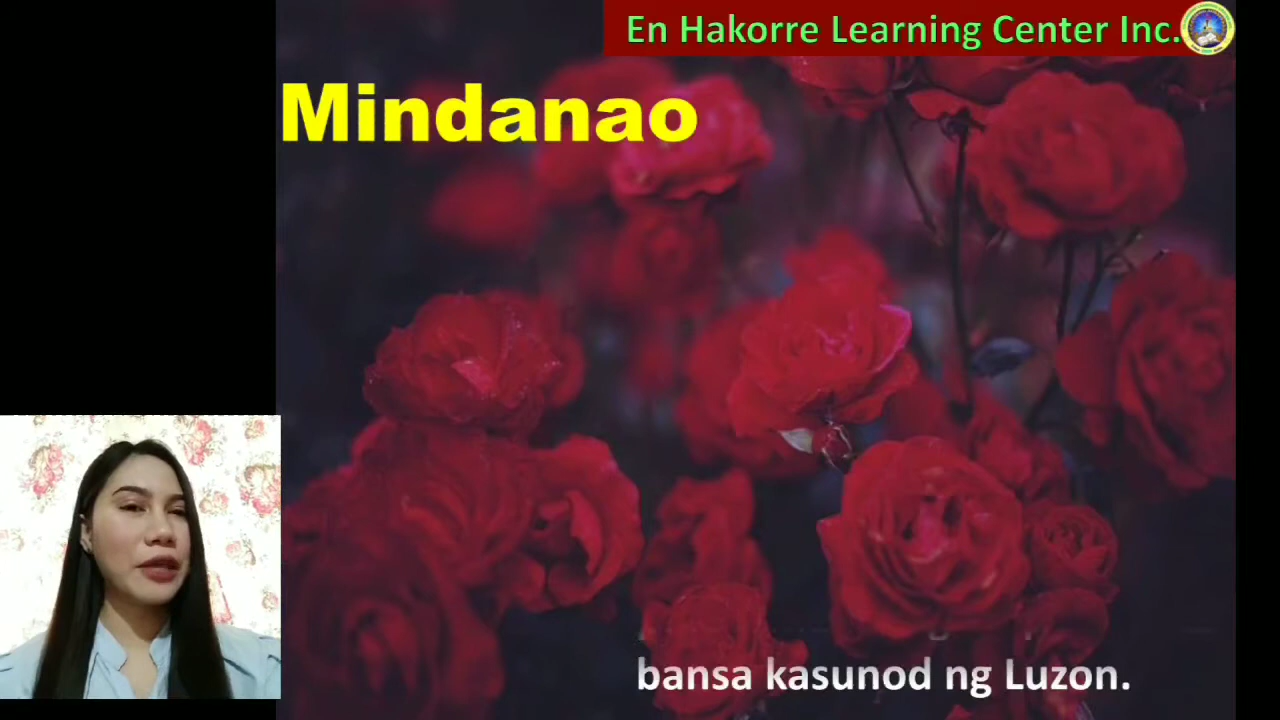 En Hakorre Learning Center Inc.
Mindanao
bansa kasunod ng Luzon.